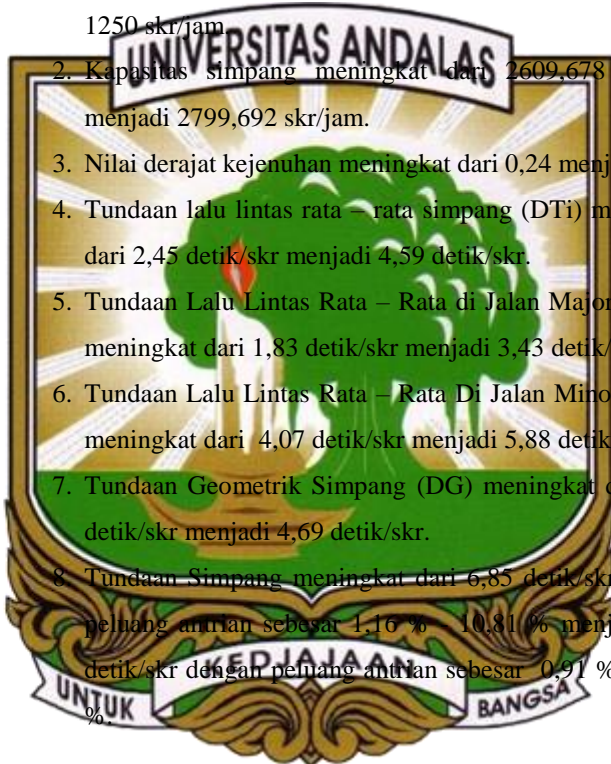 1250 skr/jam.
UNIVERSITAS ANDALAS
2. Kapasitas simpang meningkat dari 2609,678
menjadi 2799,692 skr/jam.
3. Nilai derajat kejenuhan meningkat dari 0,24 menj
4. Tundaan lalu lintas rata – rata simpang (DTi) m
dari 2,45 detik/skr menjadi 4,59 detik/skr.
5. Tundaan Lalu Lintas Rata – Rata di Jalan Major
meningkat dari 1,83 detik/skr menjadi 3,43 detik/
6. Tundaan Lalu Lintas Rata – Rata Di Jalan Mino
meningkat dari 4,07 detik/skr menjadi 5,88 detik
7. Tundaan Geometrik Simpang (DG) meningkat d
detik/skr menjadi 4,69 detik/skr.
8. Tundaan Simpang meningkat dari 6,85 detik/skr
peluang antrian sebesar 1,16 % - 10,81 % menj
detik/skr dengan peluang antrian sebesar 0,91 %
%.
UNTUK KEDJAJAAN BANGSA